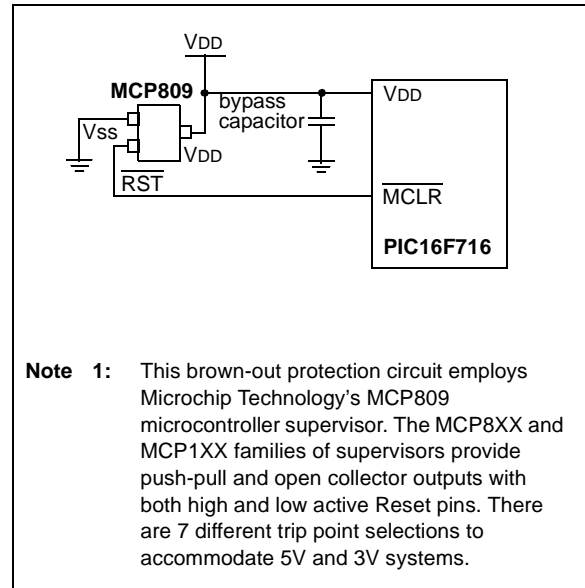 VDD
MCP809
bypass
capacitor
VDD
Vss
VDD
RST
MCLR
PIC16F716
Note 1: This brown-out protection circuit employs
Microchip Technology's MCP809
microcontroller supervisor. The MCP8XX and
MCP1XX families of supervisors provide
push-pull and open collector outputs with
both high and low active Reset pins. There
are 7 different trip point selections to
accommodate 5V and 3V systems.